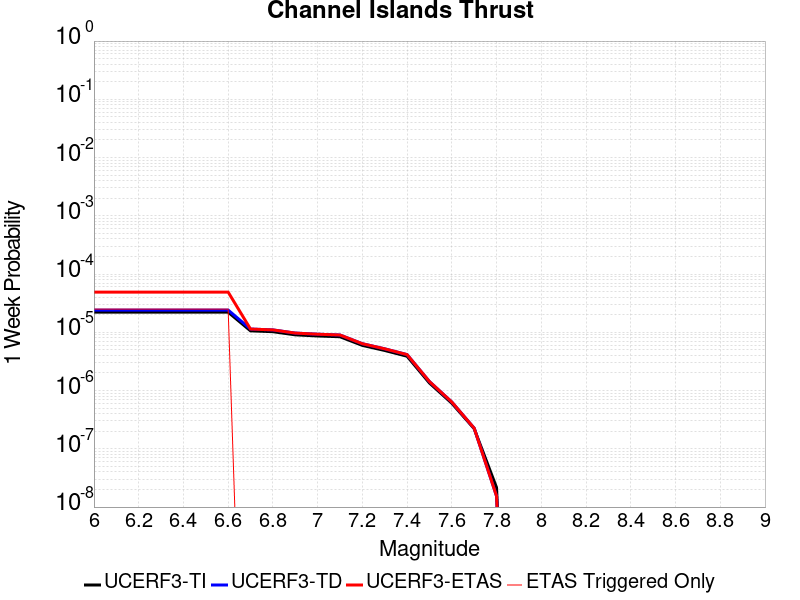 Channel Islands Thrust
10^0
10^-1
10^-2
10^-3
10^-4
10^-5
10^-6
10^-7
10^-8
1 Week Probability
6 6.2 6.4 6.6 6.8 7 7.2 7.4 7.6 7.8 8 8.2 8.4 8.6 8.8 9
Magnitude
UCERF3-TI UCERF3-TD UCERF3-ETAS ETAS Triggered Only